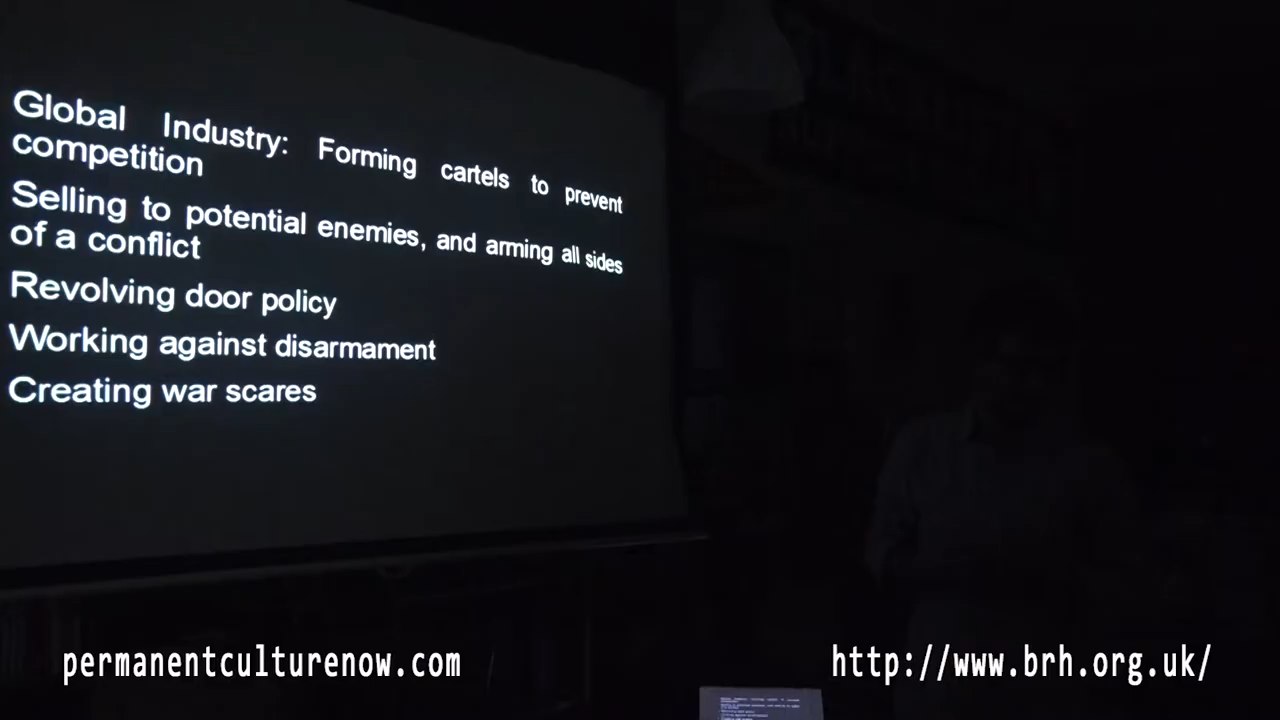 Global Industry: Forming cartels to prevent
competition
Selling to potential enemies, and arming all sides
of a conflict
Revolving door policy
Working against disarmament
Creating war scares
permanentculturenow.com
http://www.brh.org.uk/